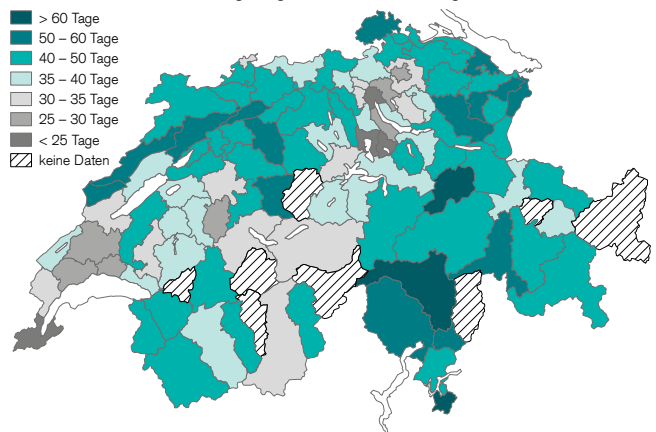 > 60 Tage
50 – 60 Tage
40 – 50 Tage
35 – 40 Tage
30 – 35 Tage
25 – 30 Tage
< 25 Tage
keine Daten